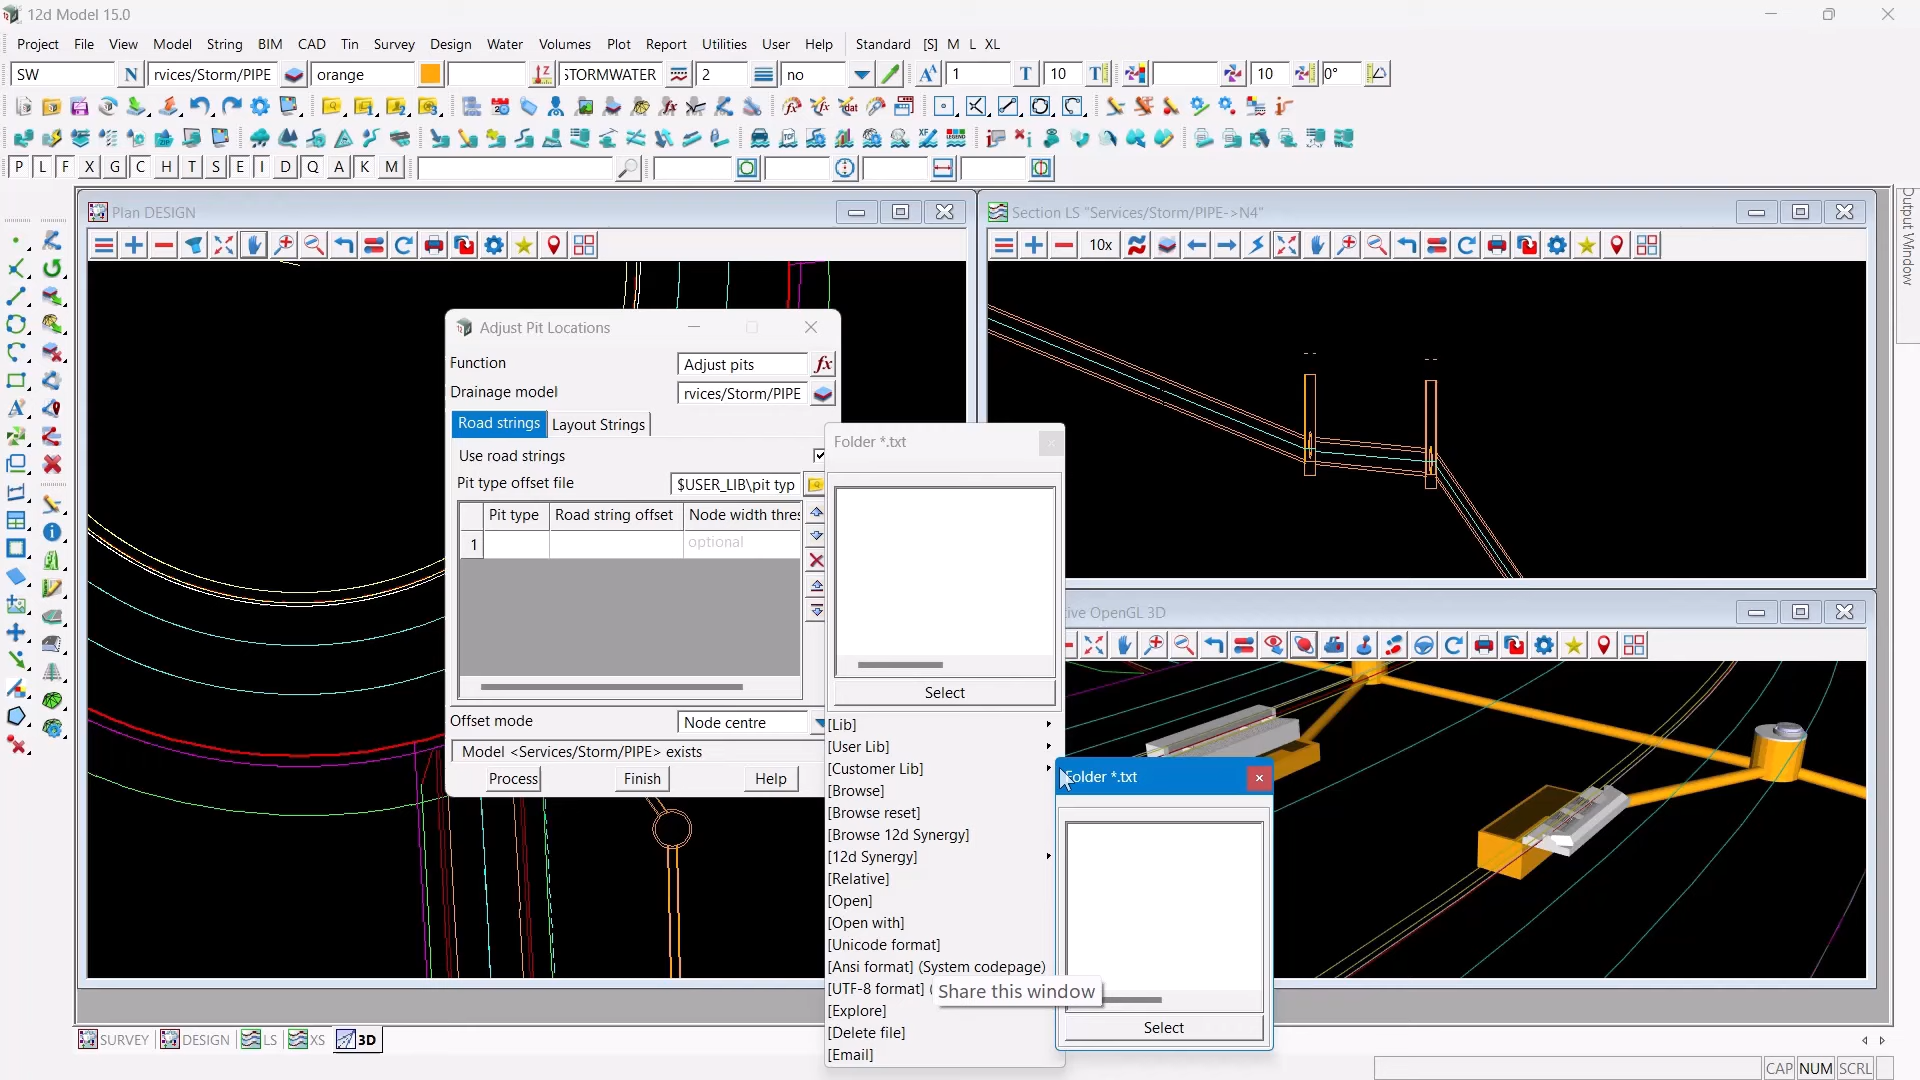 12d Model 15.0
Project File View Model String BIM CAD Tin Survey Design Water Volumes Plot Report Utilities User Help Standard [S] M L XL
SW N rvices/Storm/PIPE orange STORMWATER 2 no 1 T 10 10 0°
P L F X G C H T S E I D Q A K M
Plan DESIGN
Section LS "Services/Storm/PIPE->N4"
Output Window
10x
Adjust Pit Locations
Function Adjust pits
Drainage model rvices/Storm/PIPE
Road strings Layout Strings
Use road strings
Pit type offset file $USER_LIB\pit typ
Pit type Road string offset Node width thres
1 optional
Offset mode Node centre
Model <Services/Storm/PIPE> exists
Process Finish Help
Folder *.txt
Select
[Lib]
[User Lib]
[Customer Lib]
[Browse]
[Browse reset]
[Browse 12d Synergy]
[12d Synergy]
[Relative]
[Open]
[Open with]
[Unicode format]
[Ansi format] (System codepage)
[UTF-8 format] (
[Explore]
[Delete file]
[Email]
tive OpenGL 3D
Folder *.txt
Select
Share this window
SURVEY DESIGN LS XS 3D
CAP NUM SCRL